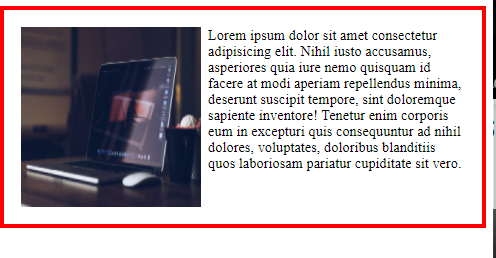 Lorem ipsum dolor sit amet consectetur
adipisicing elit. Nihil iusto accusamus,
asperiores quia iure nemo quisquam id
facere at modi aperiam repellendus minima,
deserunt suscipit tempore, sint doloremque
sapiente inventore! Tenetur enim corporis
eum in excepturi quis consequuntur ad nihil
dolores, voluptates, doloribus blanditiis
quos laboriosam pariatur cupiditate sit vero.